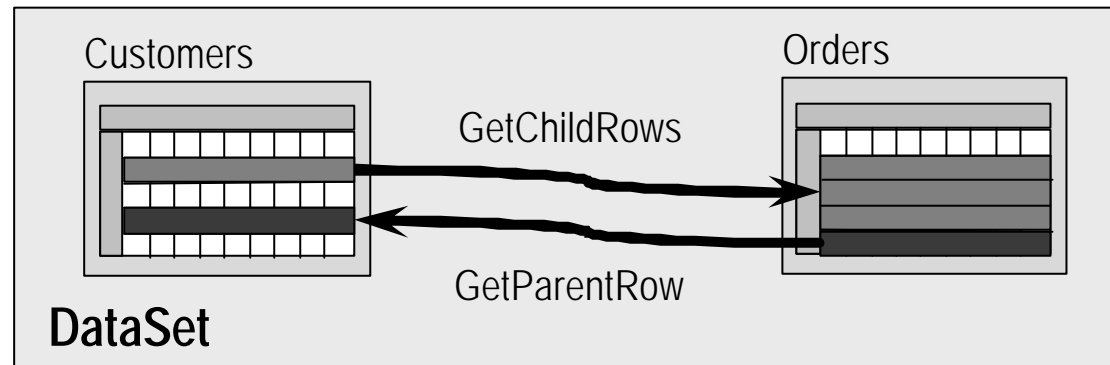 Customers
Orders
GetChildRows
GetParentRow
DataSet